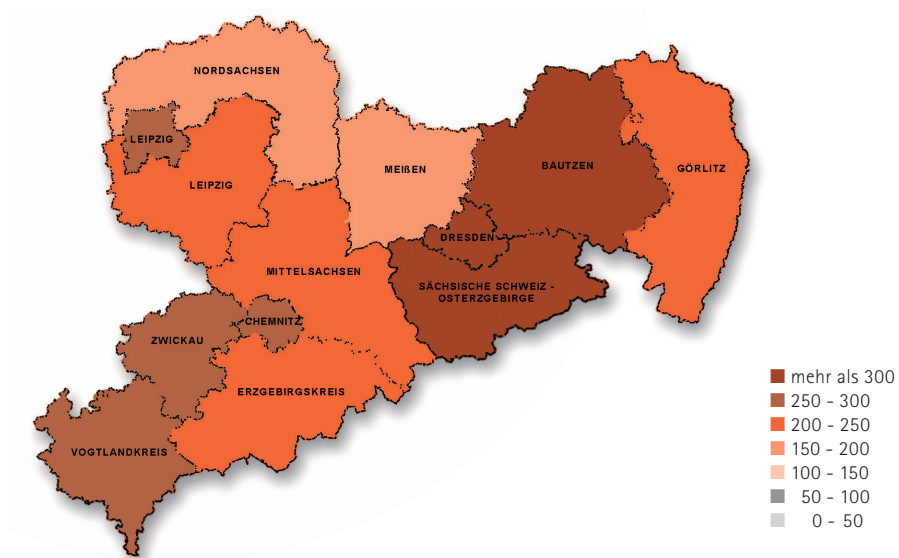 NORDSACHSEN
LEIPZIG
LEIPZIG
MEIßEN
BAUTZEN
GÖRLITZ
DRESDEN
MITTELSACHSEN
SÄCHSISCHE SCHWEIZ -
OSTERZGEBIRGE
CHEMNITZ
ZWICKAU
ERZGEBIRGSKREIS
VOGTLANDKREIS
mehr als 300
250 - 300
200 - 250
150 - 200
100 - 150
50 - 100
0 - 50